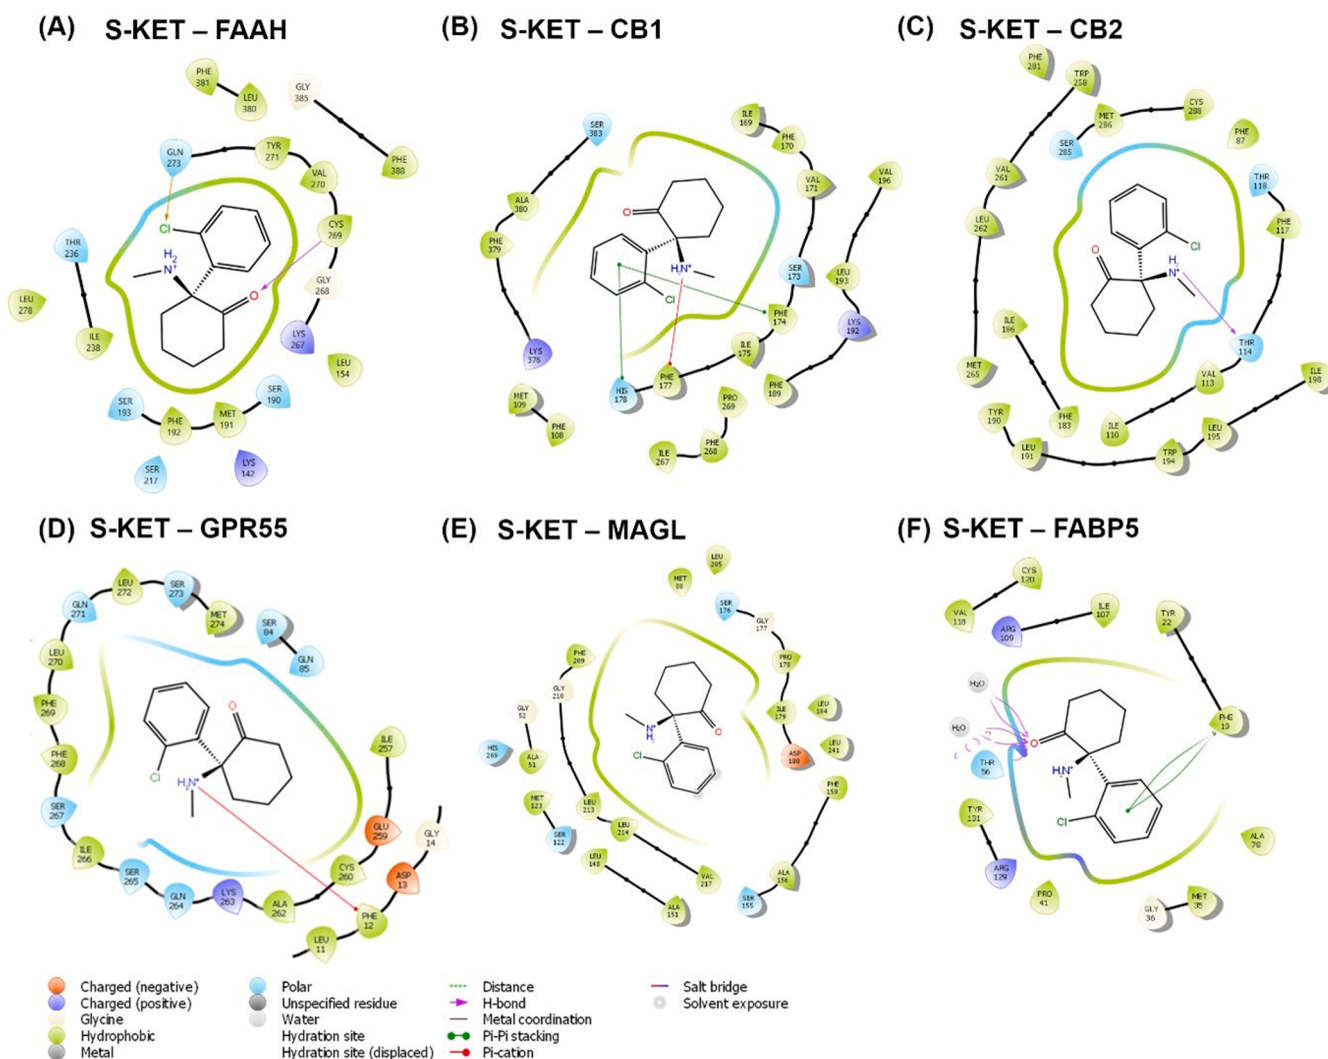 (A) S-KET – FAAH
PHE 381
LEU 380
GLY 385
GLN 273
TYR 271
VAL 270
PHE 388
Cl
CYS 269
THR 236
H2
N+
O
GLY 268
LEU 278
ILE 238
LYS 267
LEU 154
SER 193
PHE 192
MET 191
SER 190
SER 217
LYS 142
(B) S-KET – CB1
SER 383
ILE 169
PHE 170
VAL 171
VAL 196
ALA 380
O
PHE 379
H2N+
Cl
SER 173
LEU 193
PHE 174
LYS 192
LYS 376
ILE 175
HIS 178
PHE 177
PHE 189
MET 109
PHE 108
PRO 269
ILE 267
PHE 268
(C) S-KET – CB2
PHE 281
TRP 258
CYS 288
MET 286
SER 285
PHE 87
VAL 261
THR 118
LEU 262
PHE 117
O
Cl
H2
N+
ILE 186
THR 114
MET 265
VAL 113
ILE 198
TYR 190
PHE 183
ILE 110
LEU 195
LEU 191
TRP 194
(D) S-KET – GPR55
LEU 272
SER 273
GLN 271
MET 274
SER 84
GLN 85
LEU 270
PHE 269
O
PHE 268
Cl
H2N+
ILE 257
SER 267
GLU 259
GLY 14
ILE 266
SER 265
CYS 260
ASP 13
GLN 264
LYS 263
ALA 262
PHE 12
LEU 11
(E) S-KET – MAGL
LEU 205
MET 88
SER 176
GLY 177
PHE 209
PRO 178
GLY 210
GLY 52
ILE 179
LEU 184
O
N+
H2
HIS 269
ALA 51
Cl
ASP 180
LEU 241
MET 123
LEU 213
PHE 159
SER 122
LEU 214
LEU 148
VAL 217
ALA 156
ALA 151
SER 155
(F) S-KET – FABP5
CYS 120
VAL 118
ARG 109
ILE 107
TYR 22
H2O
H2O
O
PHE 19
THR 56
H2N+
Cl
TYR 131
ALA 78
ARG 129
PRO 41
GLY 36
MET 35
Charged (negative)
Charged (positive)
Glycine
Hydrophobic
Metal
Polar
Unspecified residue
Water
Hydration site
Hydration site (displaced)
Distance
H-bond
Metal coordination
Pi-Pi stacking
Pi-cation
Salt bridge
Solvent exposure